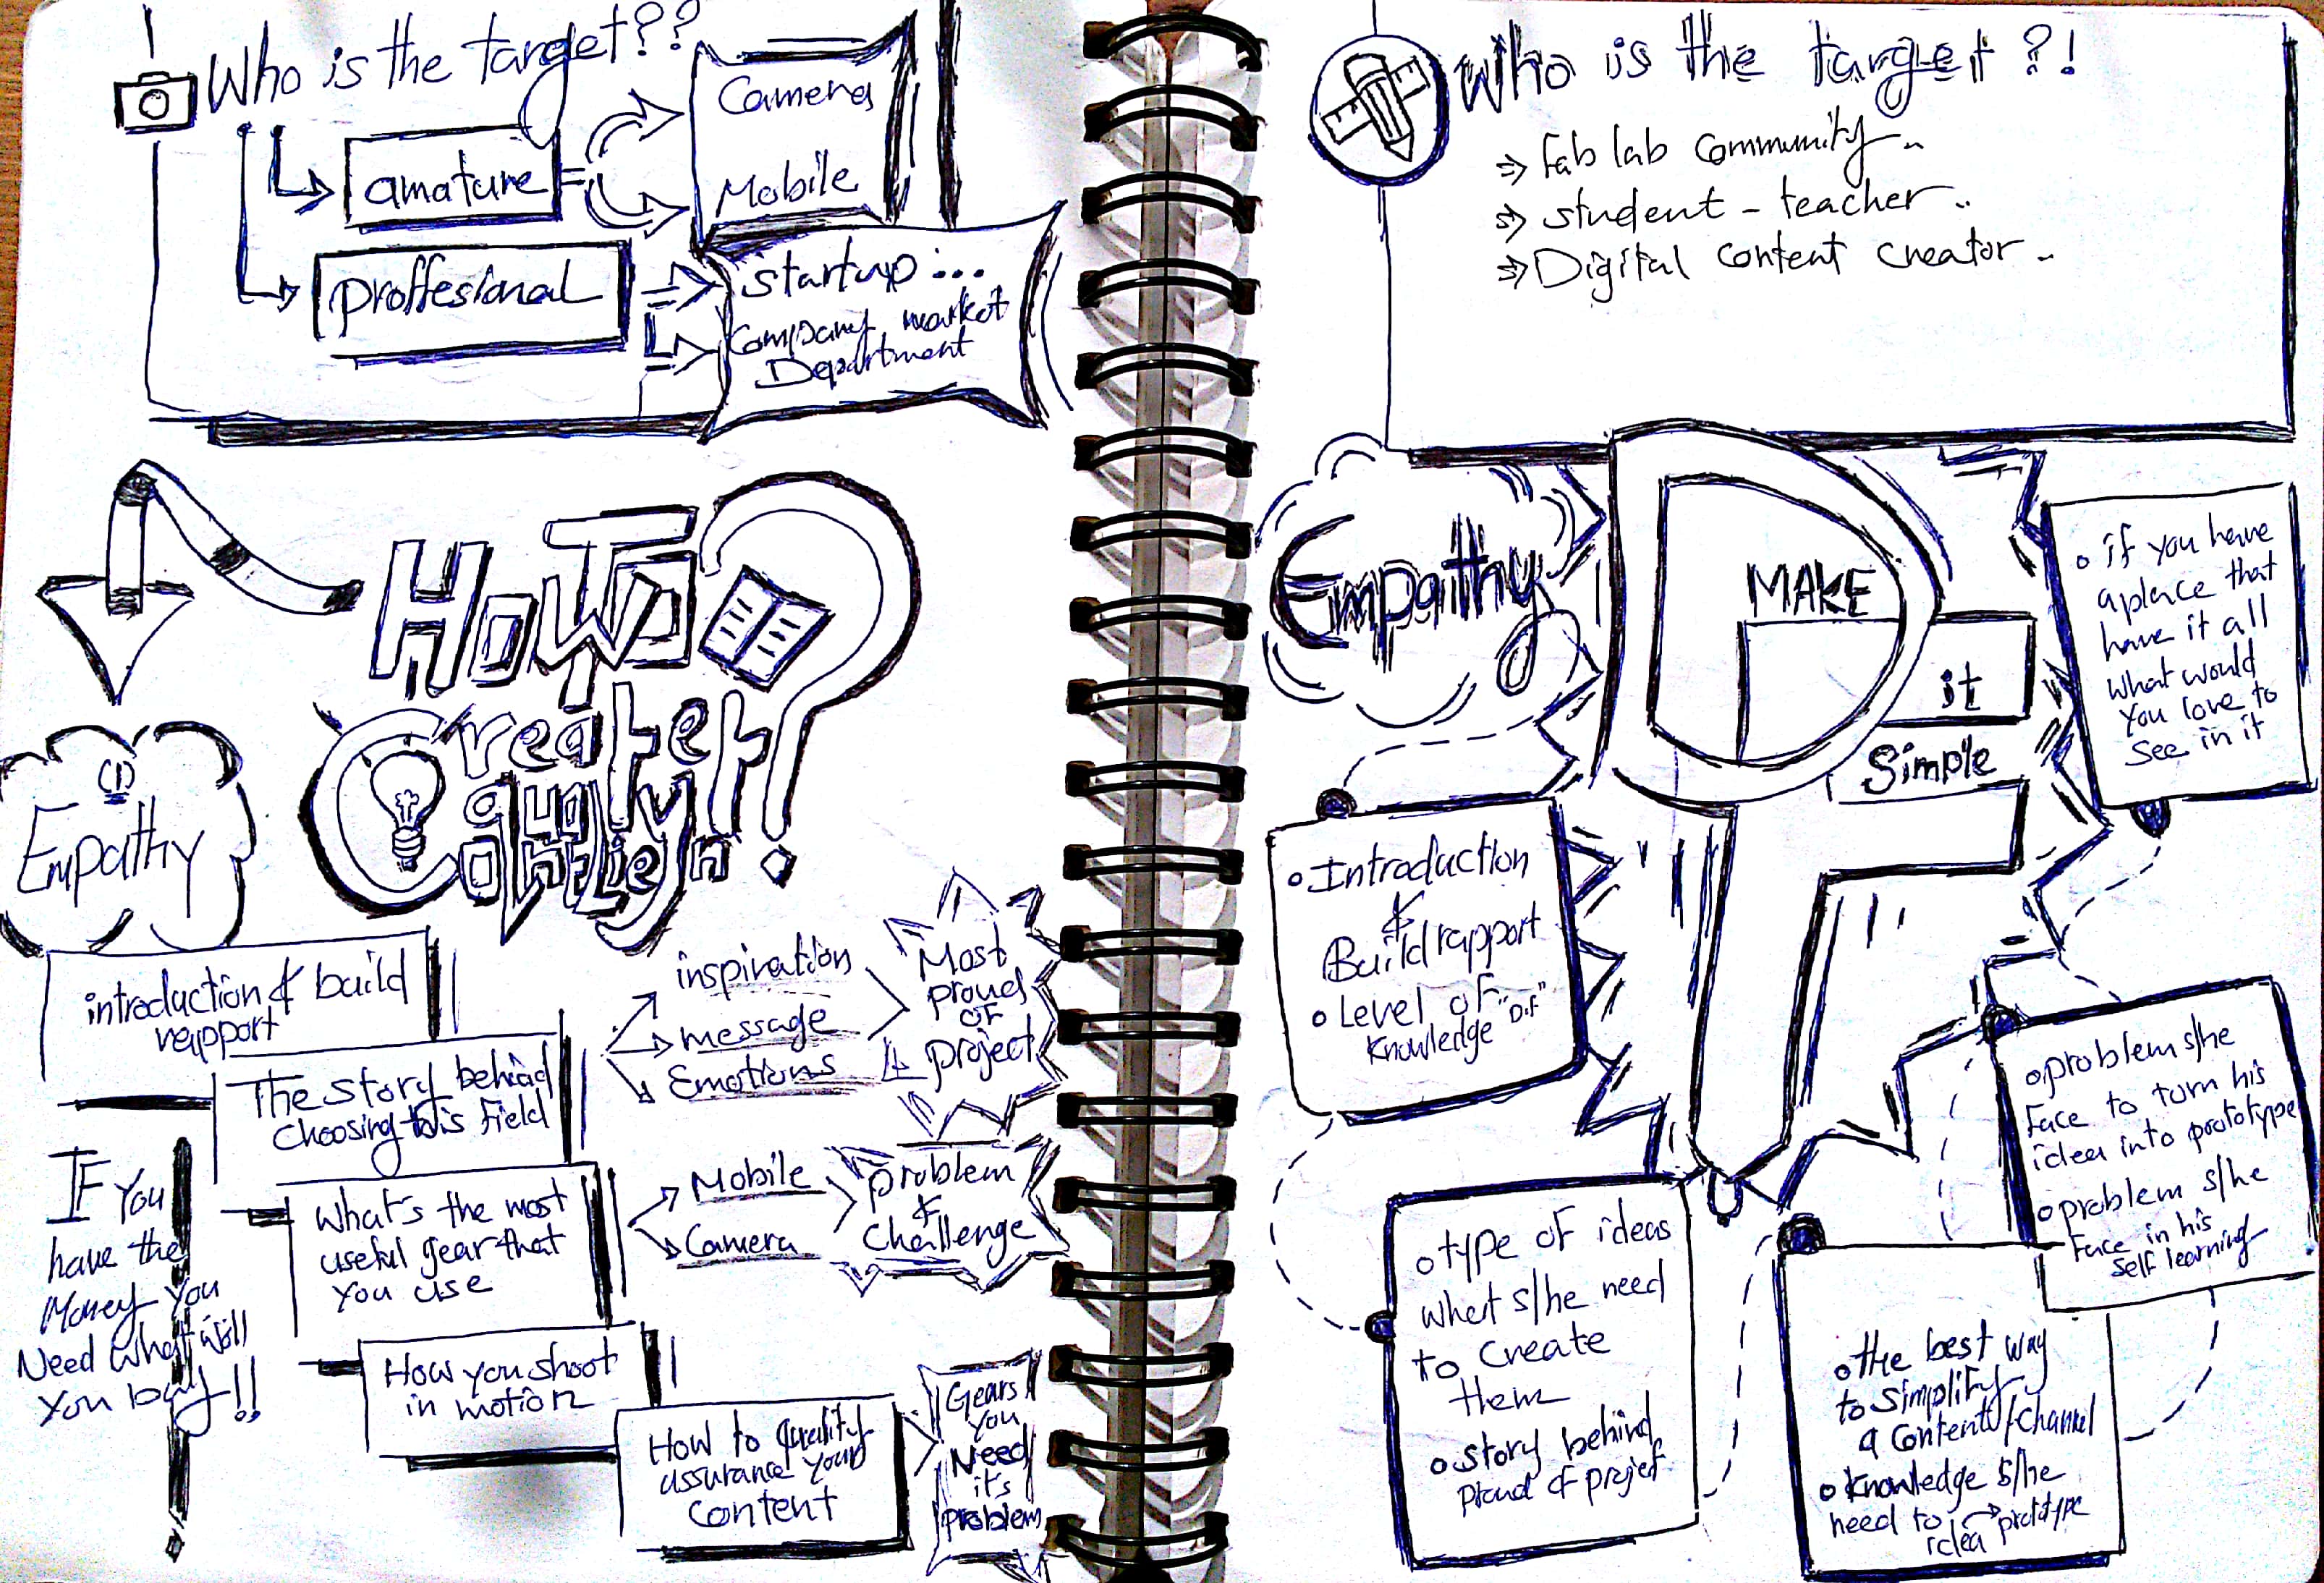 Who is the target??
amature
=
Camera
Mobile
proffesional
startup...
Company market
Department
How To
Create
Quality
Empathy
introduction & build
rapport
The story behind
choosing this field
inspiration
message
Emotions
Most
proud
OF
project
What's the most
useful gear that
you use
Mobile
Camera
problem
&
challenge
How you shoot
in motion
How to quality
assurance your
content
Gears
you
Need
it's
problem
IF You
have the
Money You
Need what will
You buy!!
Who is the target?!
Fab lab community..
student - teacher..
Digital content creator..
Empathy
MAKE
it
Simple
if you have
a place that
have it all
what would
you love to
see in it
Introduction
&
Build rapport
Level of "D.F"
Knowledge
type of ideas
what s/he need
to create
them
story behind
proud of project
problem s/he
Face to turn his
idea into prototype
problem s/he
Face in his
self learning
the best way
to simplify
a content/channel
knowledge s/he
need to
idea → prototype